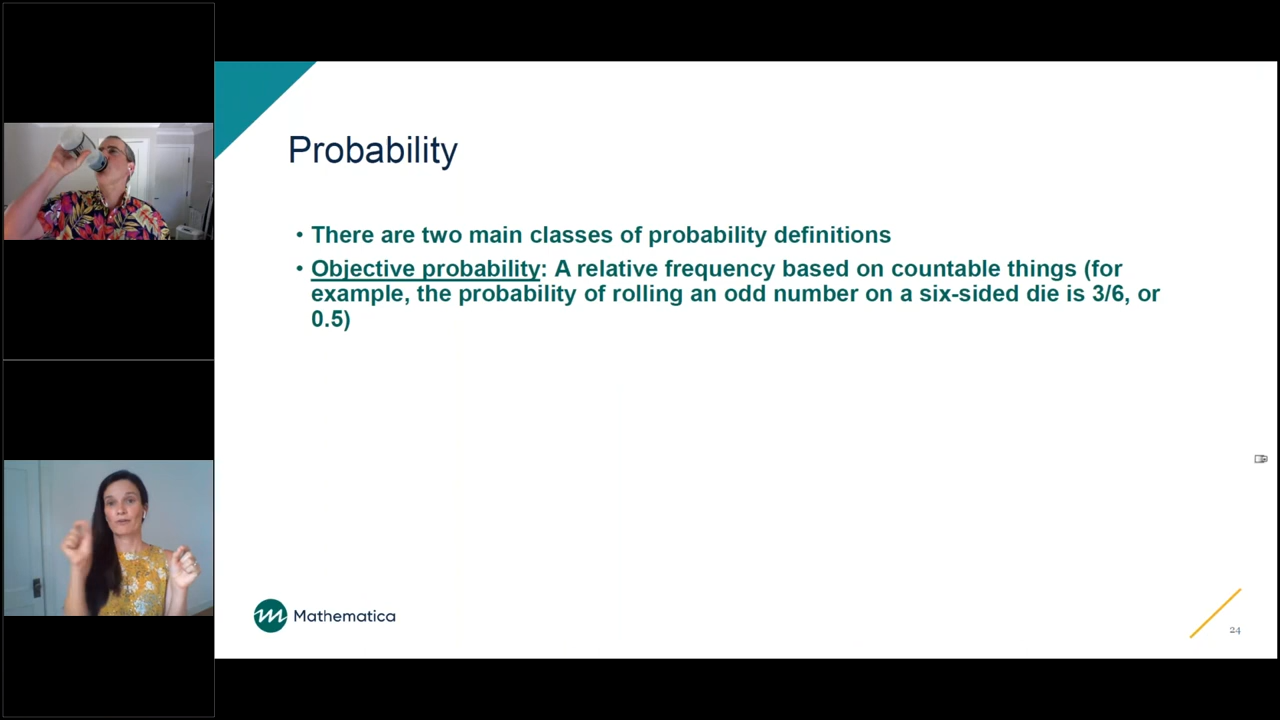 Probability
• There are two main classes of probability definitions
• Objective probability: A relative frequency based on countable things (for
example, the probability of rolling an odd number on a six-sided die is 3/6, or
0.5)
Mathematica
24